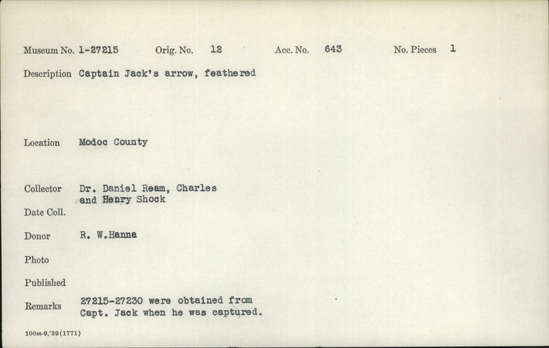 Museum No. 1-27215 Orig. No. 12 Acc. No. 643 No. Pieces 1
Description Captain Jack's arrow, feathered
Location Modoc County
Collector Dr. Daniel Ream, Charles
and Henry Shock
Date Coll.
Donor R. W.Hanna
Photo
Published
Remarks 27215-27230 were obtained from
Capt. Jack when he was captured.
100m-9,'39(1771)